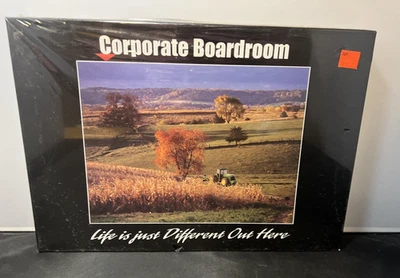 Corporate Boardroom
Life is just Different Out Here